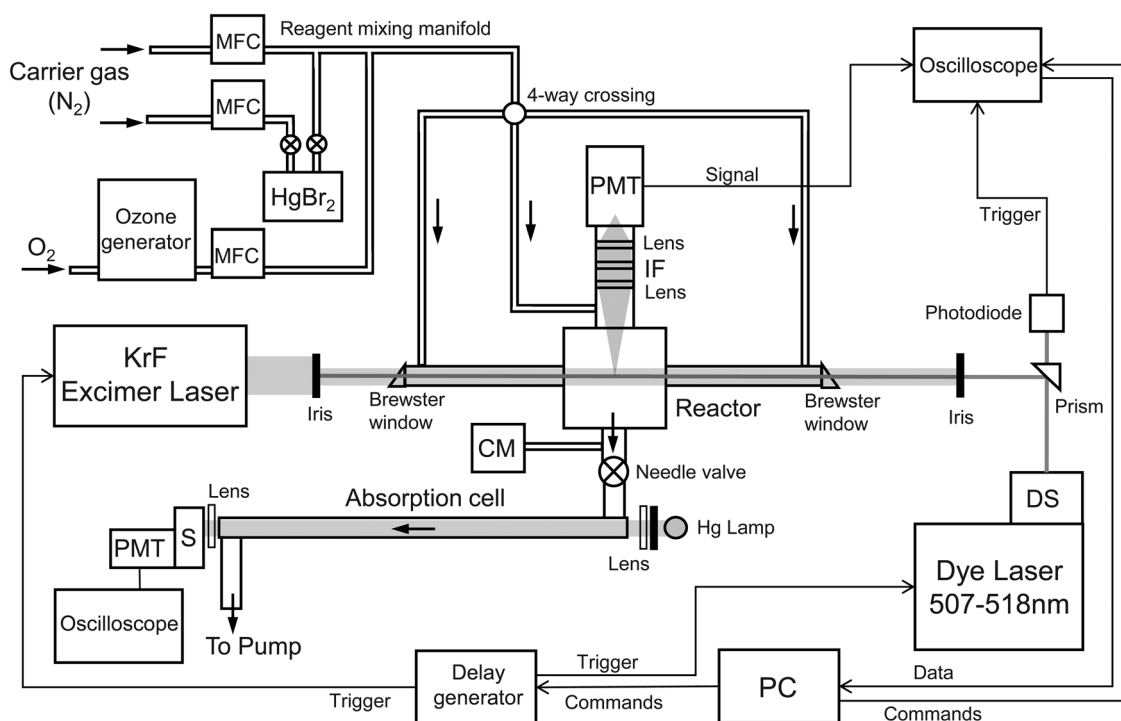 MFC
Reagent mixing manifold
Carrier gas
(N₂)
MFC
HgBr₂
O₂
Ozone
generator
MFC
4-way crossing
PMT
Signal
Oscilloscope
Trigger
Lens
IF
Lens
Photodiode
KrF
Excimer Laser
Iris
Brewster
window
Reactor
Brewster
window
Iris
Prism
CM
Needle valve
DS
Dye Laser
507-518nm
Absorption cell
Lens
S
PMT
Oscilloscope
To Pump
Lens
Hg Lamp
Trigger
Delay
generator
Trigger
Commands
PC
Data
Commands